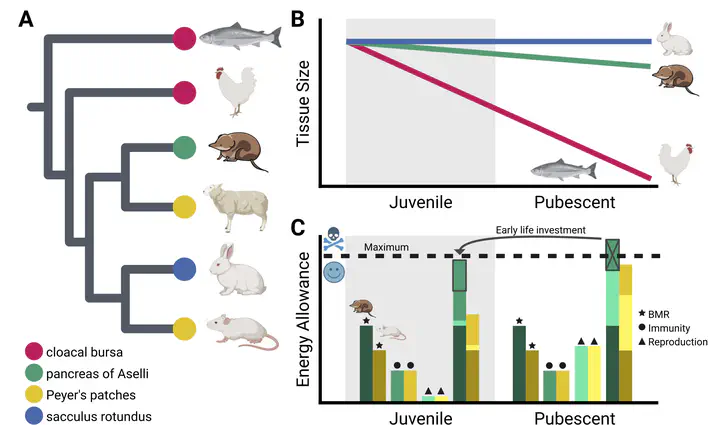 A
cloacal bursa
pancreas of Aselli
Peyer's patches
sacculus rotundus
B
Tissue Size
Juvenile
Pubescent
C
Early life investment
Maximum
Energy Allowance
BMR
Immunity
Reproduction
Juvenile
Pubescent